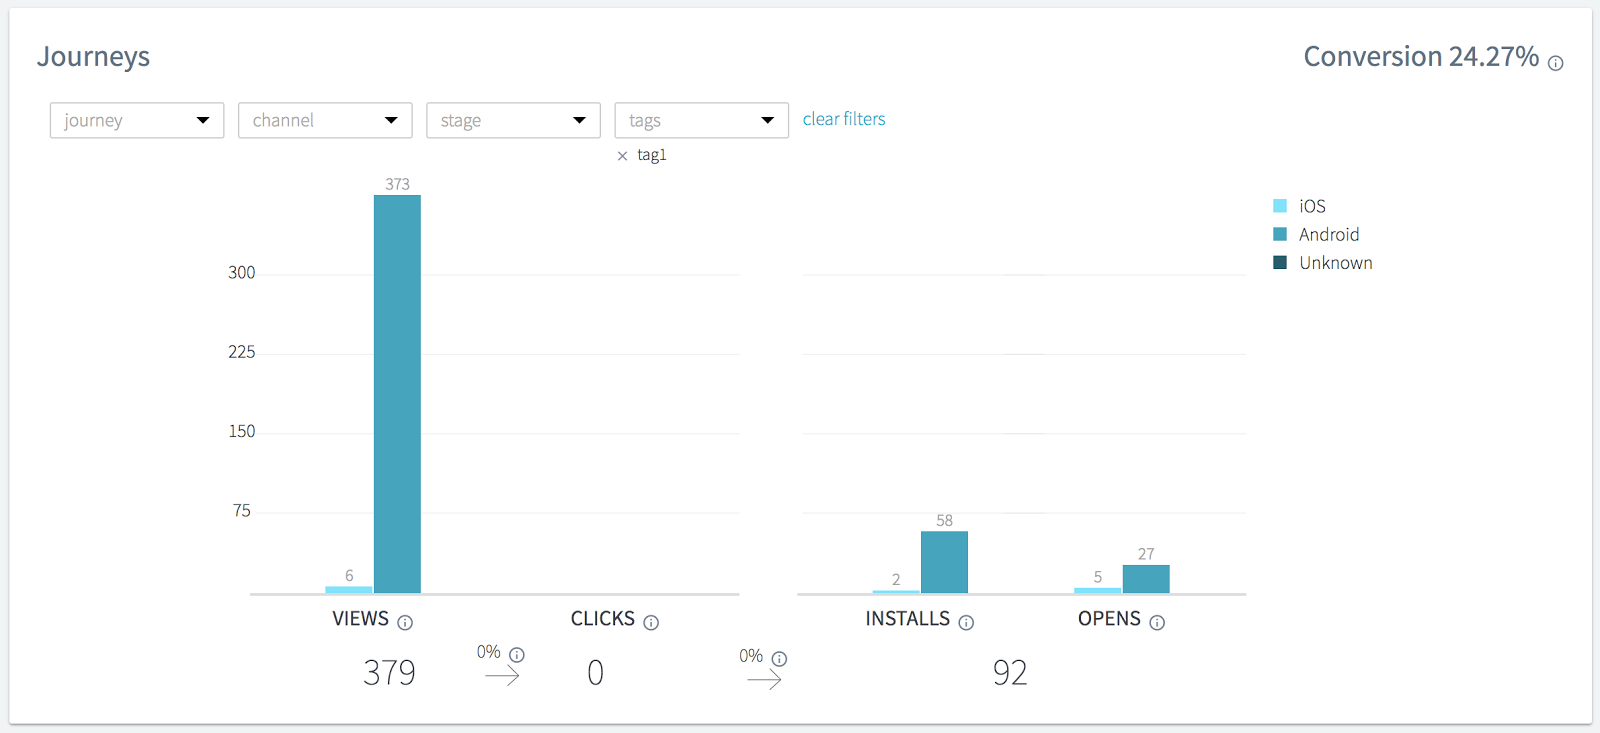 Journeys
Conversion 24.27%
journey channel stage tags clear filters
× tag1
373
iOS
Android
Unknown
300
225
150
75
6
58
2
27
5
VIEWS CLICKS INSTALLS OPENS
0% 0%
379 0 92